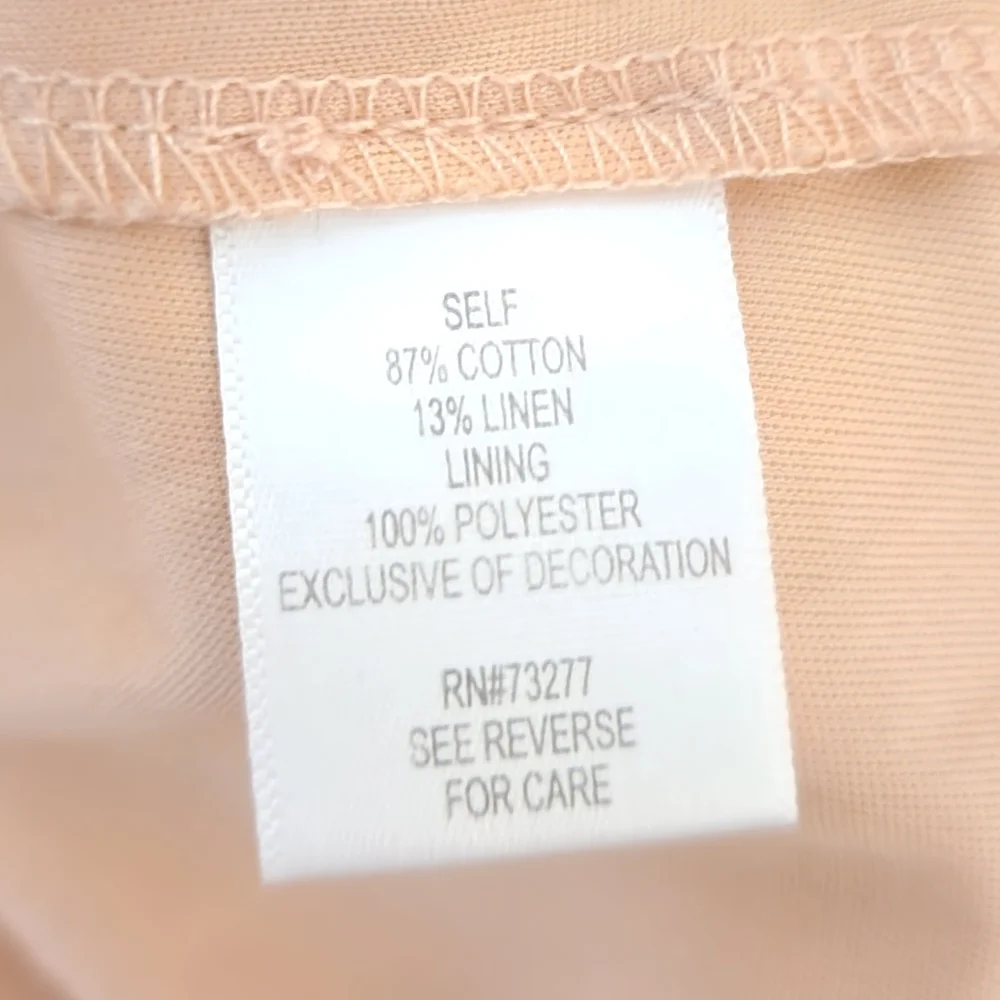 SELF
87% COTTON
13% LINEN
LINING
100% POLYESTER
EXCLUSIVE OF DECORATION
RN#73277
SEE REVERSE
FOR CARE